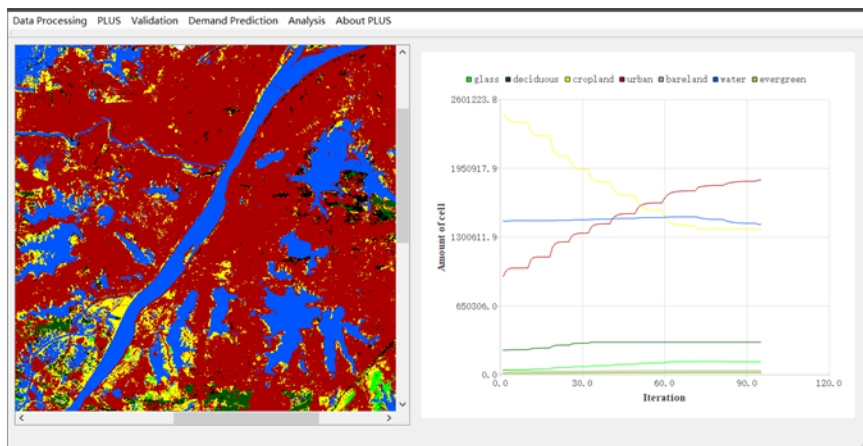 Data Processing PLUS Validation Demand Prediction Analysis About PLUS
glass deciduous cropland urban bareland water evergreen
2601223.8
1950917.9
1300611.9
650306.0
0.0
Amount of cell
0.0 30.0 60.0 90.0 120.0
Iteration